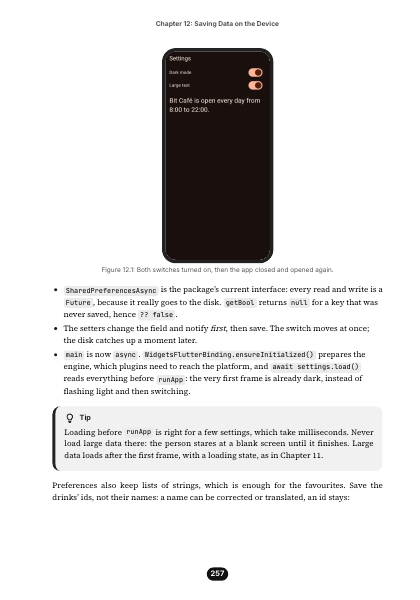 Chapter 12: Saving Data on the Device
Settings
Dark mode
Large text
Bit Café is open every day from
8:00 to 22:00.
Figure 12.1: Both switches turned on, then the app closed and opened again.
• SharedPreferencesAsync is the package's current interface: every read and write is a
Future, because it really goes to the disk. getBool returns null for a key that was
never saved, hence ?? false.
• The setters change the field and notify first, then save. The switch moves at once;
the disk catches up a moment later.
• main is now async. WidgetsFlutterBinding.ensureInitialized() prepares the
engine, which plugins need to reach the platform, and await settings.load()
reads everything before runApp: the very first frame is already dark, instead of
flashing light and then switching.
Tip
Loading before runApp is right for a few settings, which take milliseconds. Never
load large data there: the person stares at a blank screen until it finishes. Large
data loads after the first frame, with a loading state, as in Chapter 11.
Preferences also keep lists of strings, which is enough for the favourites. Save the
drinks' ids, not their names: a name can be corrected or translated, an id stays:
257